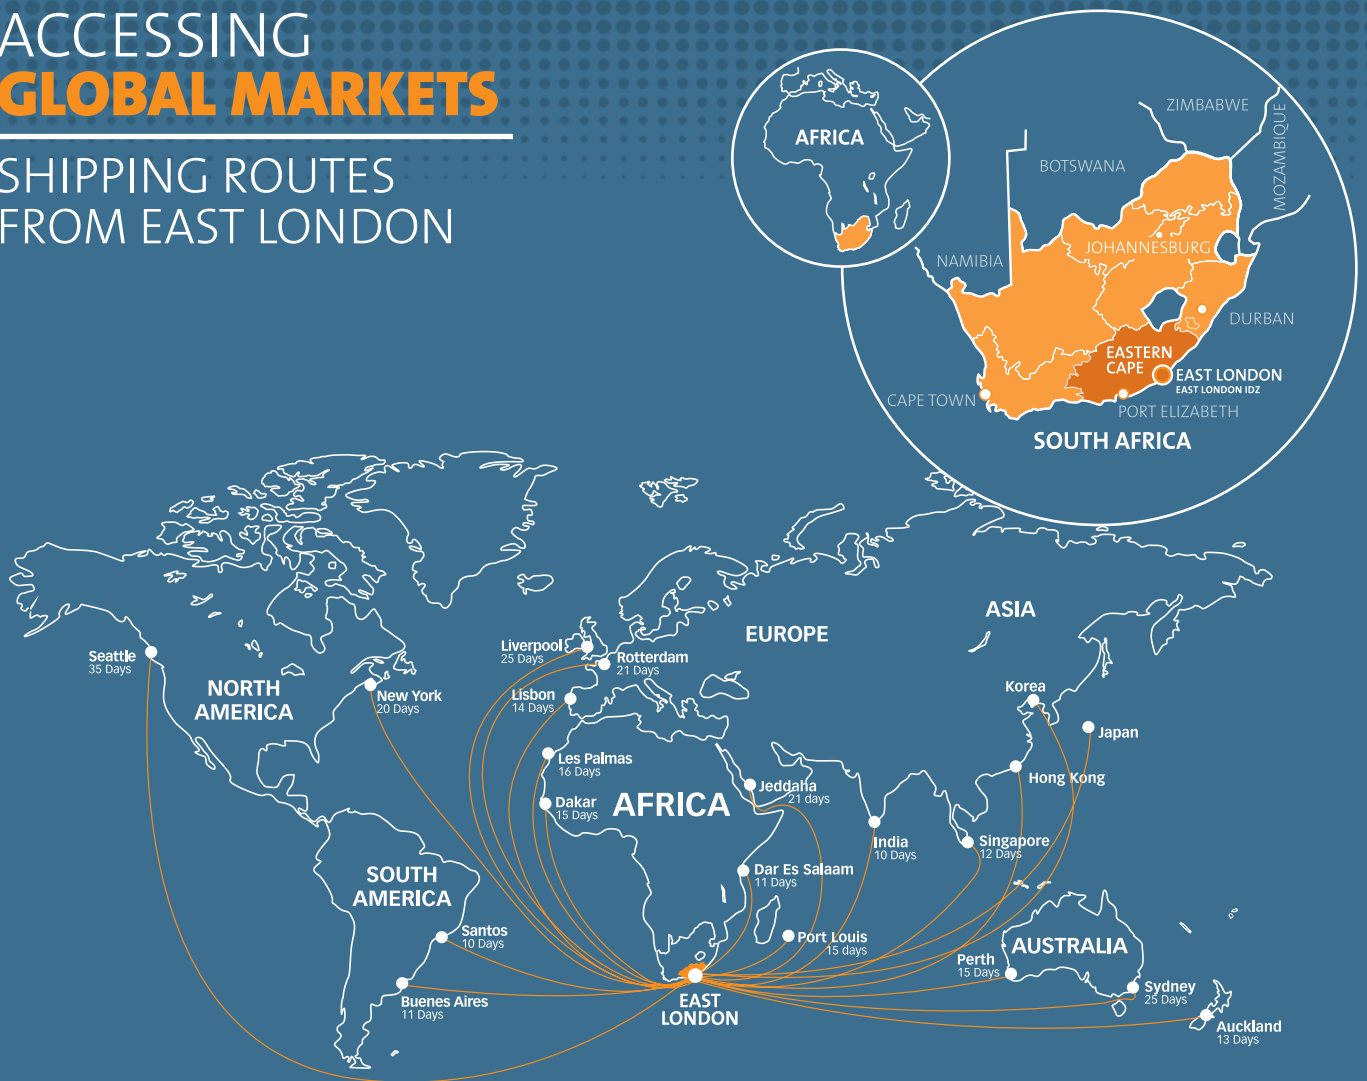 ACCESSING
GLOBAL MARKETS
SHIPPING ROUTES
FROM EAST LONDON
AFRICA
ZIMBABWE
MOZAMBIQUE
BOTSWANA
JOHANNESBURG
NAMIBIA
DURBAN
EASTERN
CAPE
EAST LONDON
EAST LONDON IDZ
CAPE TOWN
PORT ELIZABETH
SOUTH AFRICA
ASIA
EUROPE
Liverpool
25 Days
Rotterdam
21 Days
Seattle
35 Days
NORTH
AMERICA
New York
20 Days
Lisbon
14 Days
Korea
Japan
Les Palmas
16 Days
Hong Kong
Jeddaha
21 days
Dakar
15 Days
AFRICA
India
10 Days
Singapore
12 Days
Dar Es Salaam
11 Days
SOUTH
AMERICA
Santos
10 Days
Port Louis
15 days
AUSTRALIA
Perth
15 Days
Buenes Aires
11 Days
EAST
LONDON
Sydney
25 Days
Auckland
13 Days